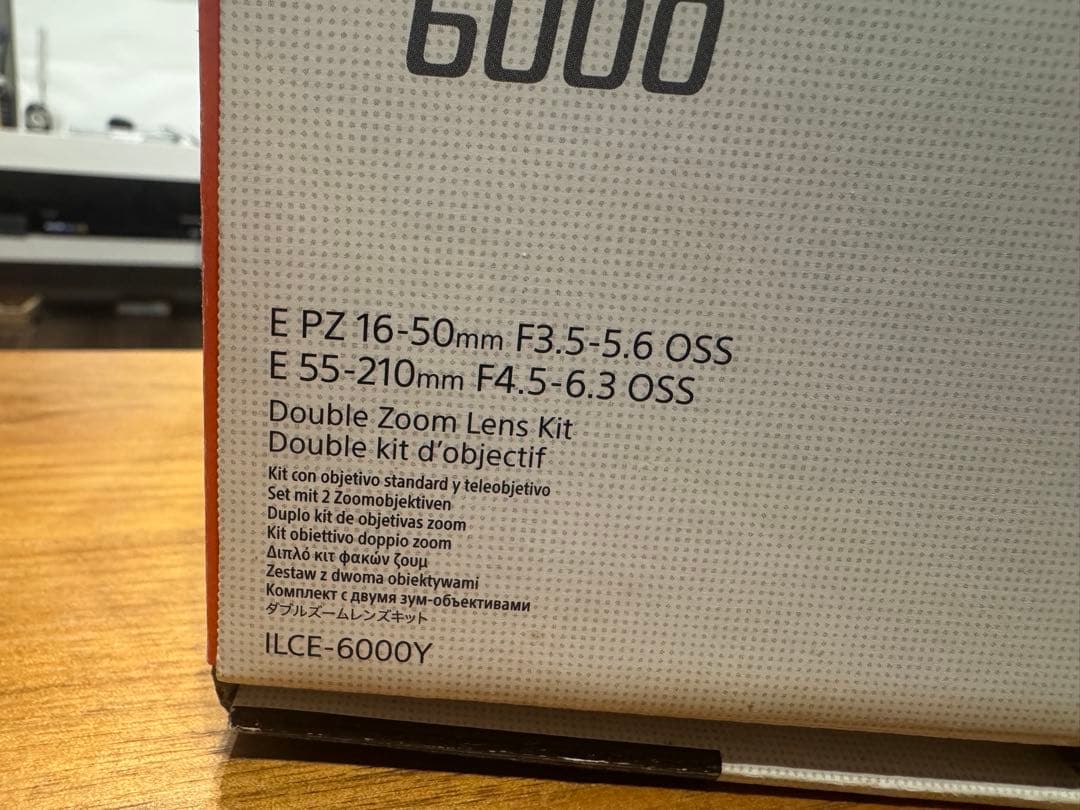 6000
E PZ 16-50mm F3.5-5.6 OSS
E 55-210mm F4.5-6.3 OSS
Double Zoom Lens Kit
Double kit d'objectif
Kit con objetivo standard y teleobjetivo
Set mit 2 Zoomobjektiven
Duplo kit de objetivas zoom
Kit obiettivo doppio zoom
Διπλό κιτ φακών ζουμ
Zestaw z dwoma obiektywami
Комплект с двумя зум-объективами
ダブルズームレンズキット
ILCE-6000Y